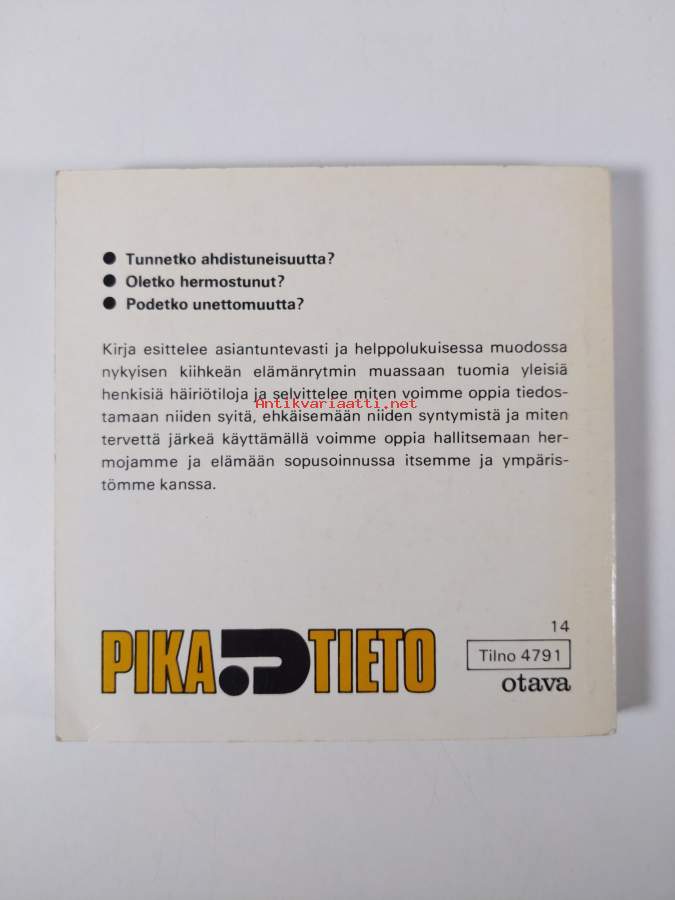 ● Tunnetko ahdistuneisuutta?
● Oletko hermostunut?
● Podetko unettomuutta?
Kirja esittelee asiantuntevasti ja helppolukuisessa muodossa
nykyisen kiihkeän elämänrytmin muassaan tuomia yleisiä
henkisiä häiriötiloja ja selvittelee miten voimme oppia tiedos-
Antikvariaatti.net
tamaan niiden syitä, ehkäisemään niiden syntymistä ja miten
tervettä järkeä käyttämällä voimme oppia hallitsemaan her-
mojamme ja elämään sopusoinnussa itsemme ja ympäris-
tömme kanssa.
PIKA?TIETO
14
Tilno 4791
otava